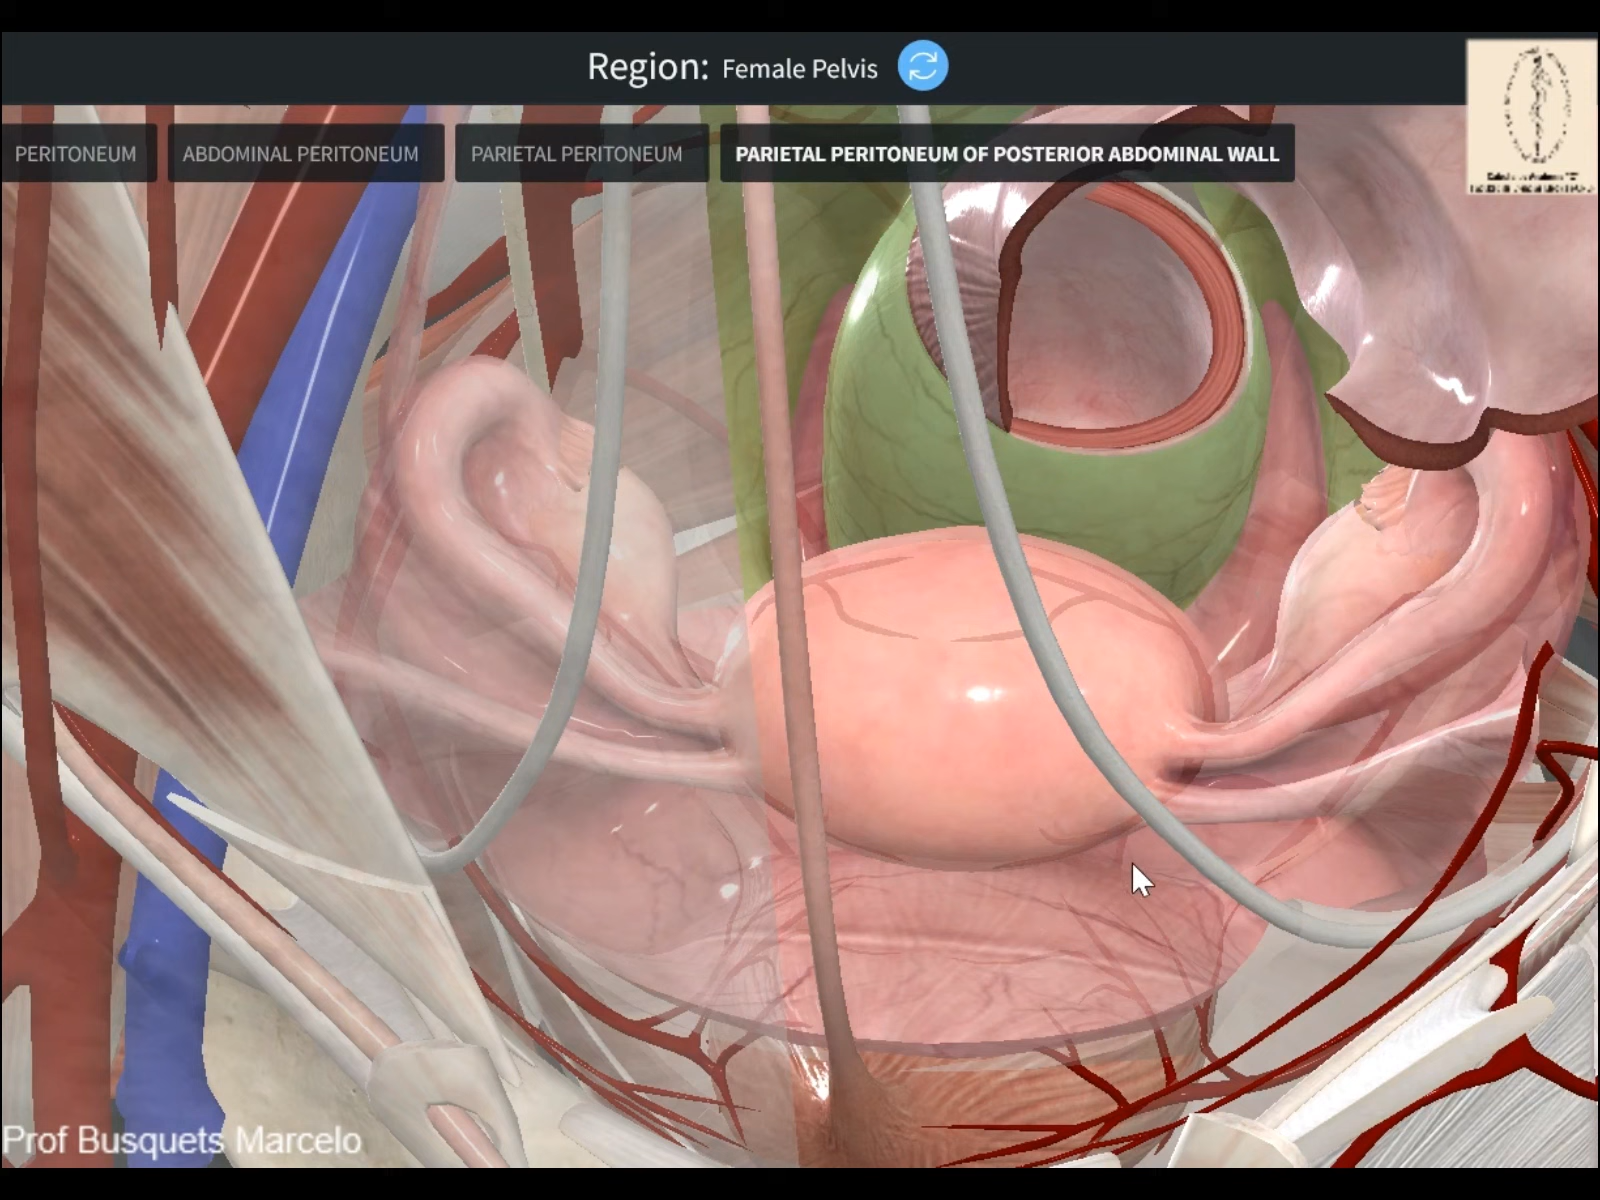 Region: Female Pelvis
PERITONEUM
ABDOMINAL PERITONEUM
PARIETAL PERITONEUM
PARIETAL PERITONEUM OF POSTERIOR ABDOMINAL WALL
Prof Busquets Marcelo